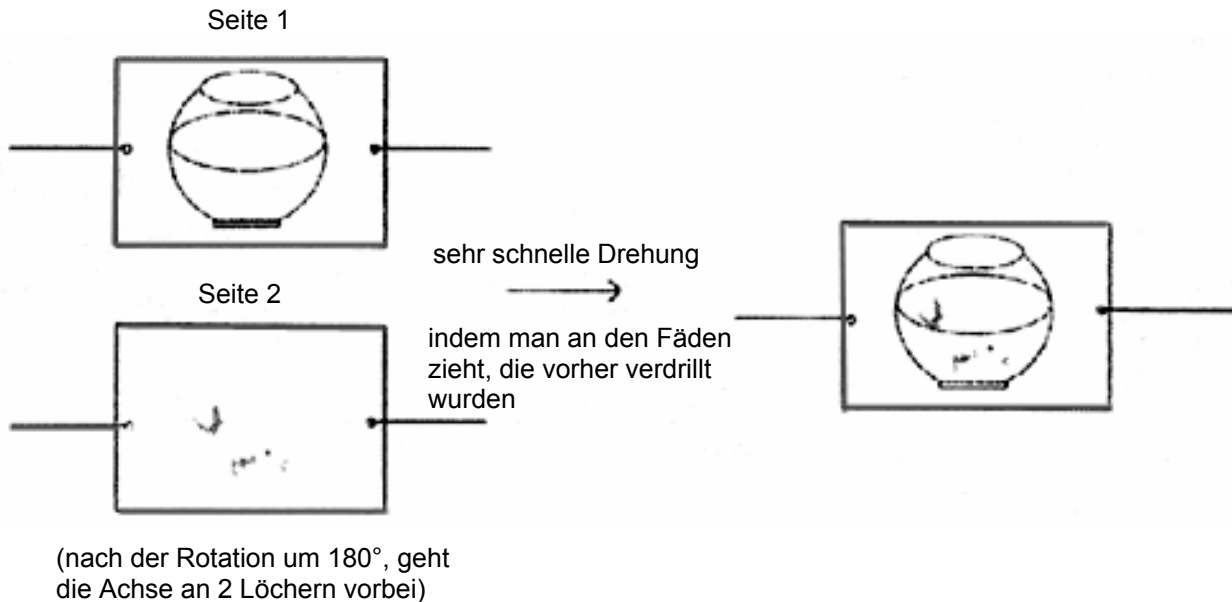 Seite 1
sehr schnelle Drehung
Seite 2
indem man an den Fäden
zieht, die vorher verdrillt
wurden
(nach der Rotation um 180°, geht
die Achse an 2 Löchern vorbei)